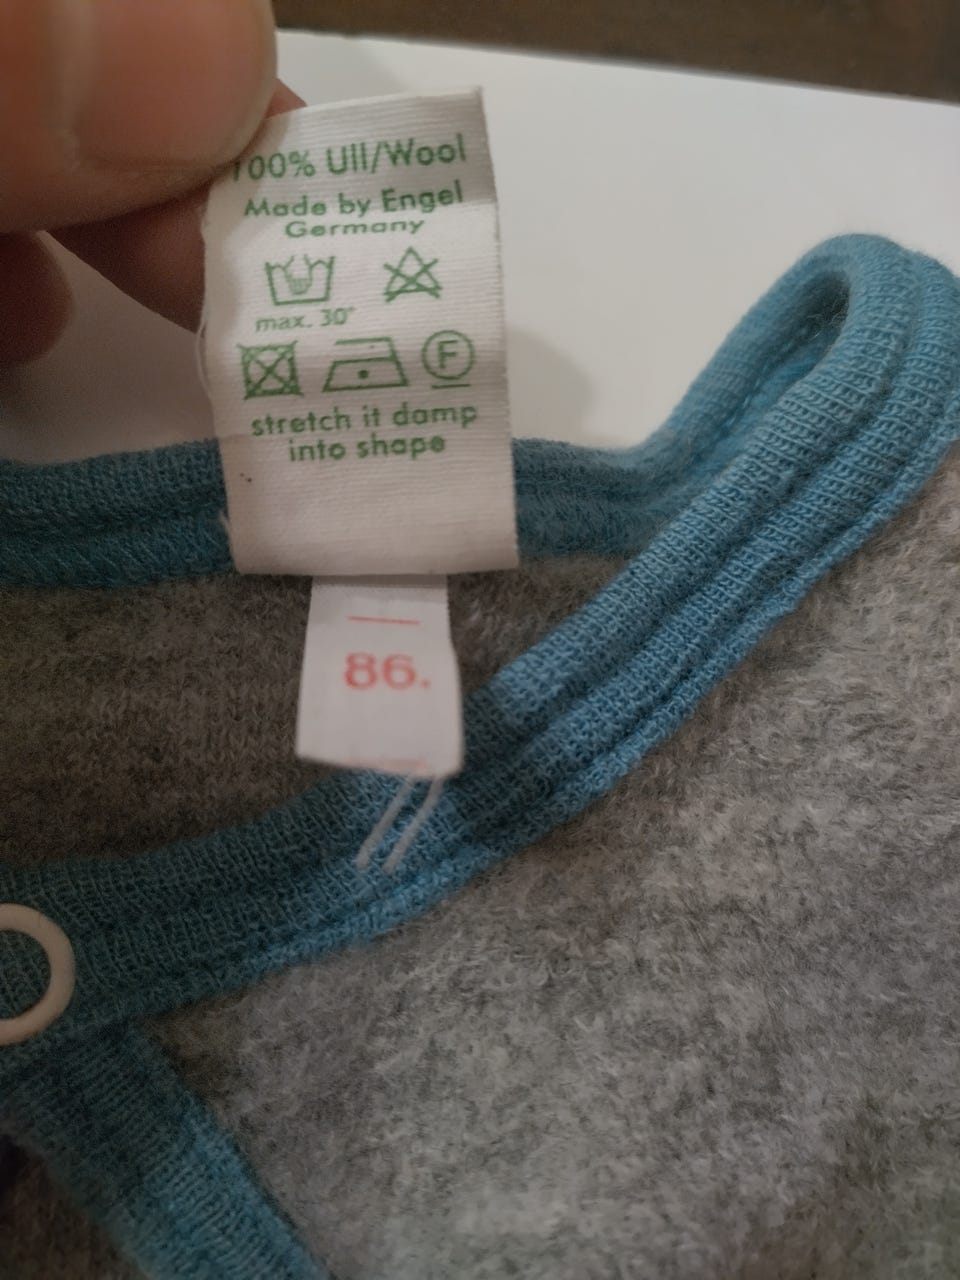 100% Ull/Wool
Made by Engel
Germany
max. 30°
F
stretch it damp
into shape
86.